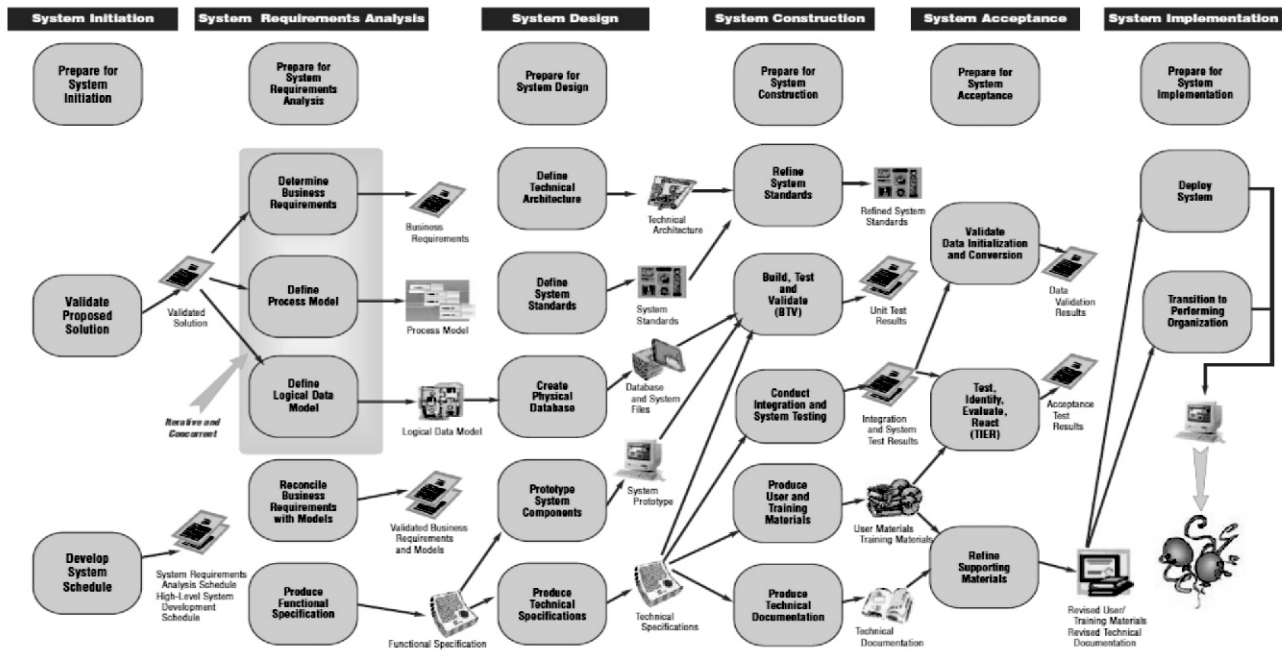 System Initiation
System Requirements Analysis
System Design
System Construction
System Acceptance
System Implementation
Prepare for
System
Initiation
Prepare for
System
Requirements
Analysis
Prepare for
System Design
Prepare for
System
Construction
Prepare for
System
Acceptance
Prepare for
System
Implementation
Determine
Business
Requirements
Business
Requirements
Define
Technical
Architecture
Technical
Architecture
Refine
System
Standards
Refined System
Standards
Deploy
System
Validate
Data Initialization
and Conversion
Data
Validation
Results
Validate
Proposed
Solution
Validated
Solution
Define
Process Model
Process Model
Define
System
Standards
System
Standards
Build, Test
and
Validate
(BTV)
Unit Test
Results
Transition to
Performing
Organization
Iterative and
Concurrent
Define
Logical Data
Model
Logical Data Model
Create
Physical
Database
Database
and System
Files
Conduct
Integration and
System Testing
Integration
and System
Test Results
Test,
Identify,
Evaluate,
React
(TIER)
Acceptance
Test
Results
Reconcile
Business
Requirements
with Models
Validated Business
Requirements
and Models
Prototype
System
Components
System
Prototype
Produce
User and
Training
Materials
User Materials
Training Materials
Develop
System
Schedule
System Requirements
Analysis Schedule
High-Level System
Development
Schedule
Produce
Functional
Specification
Functional Specification
Produce
Technical
Specifications
Technical
Specifications
Produce
Technical
Documentation
Technical
Documentation
Refine
Supporting
Materials
Revised User/
Training Materials
Revised Technical
Documentation